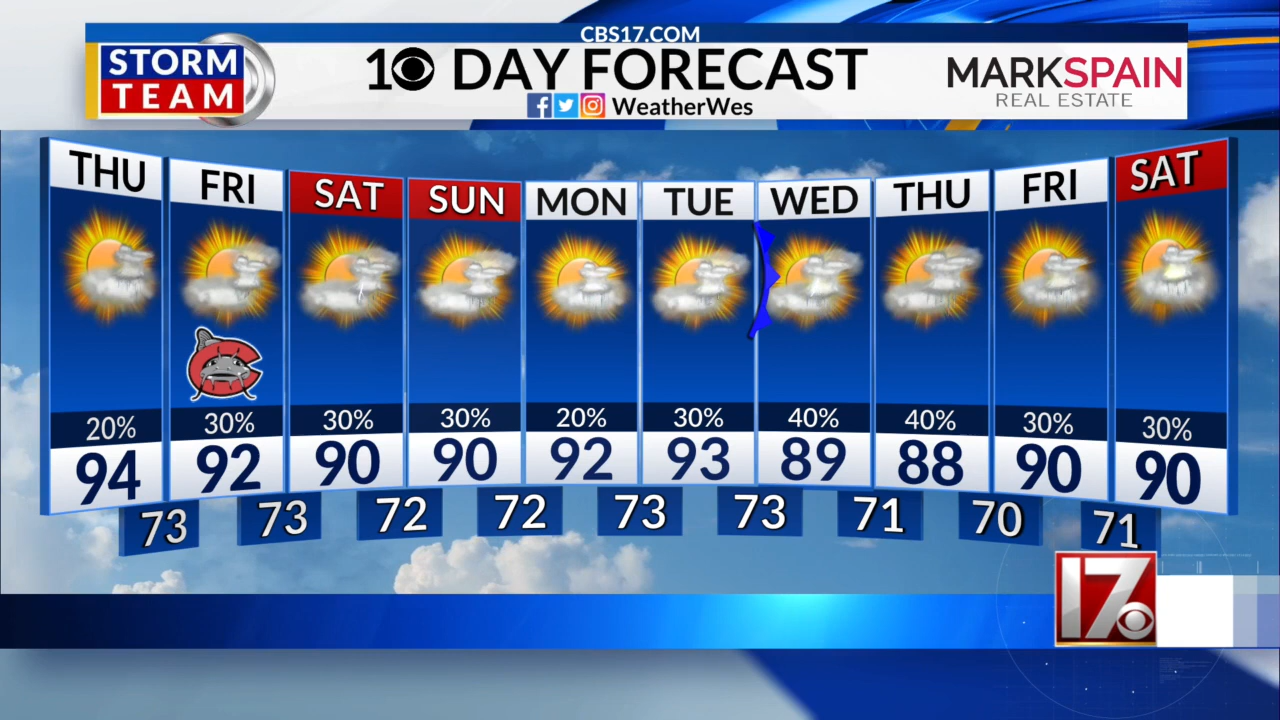 CBS17.COM
STORM
TEAM
10 DAY FORECAST
WeatherWes
MARKSPAIN
REAL ESTATE
THU FRI SAT SUN MON TUE WED THU FRI SAT
C
20% 30% 30% 30% 20% 30% 40% 40% 30% 30%
94 92 90 90 92 93 89 88 90 90
73 73 72 72 73 73 71 70 71
17